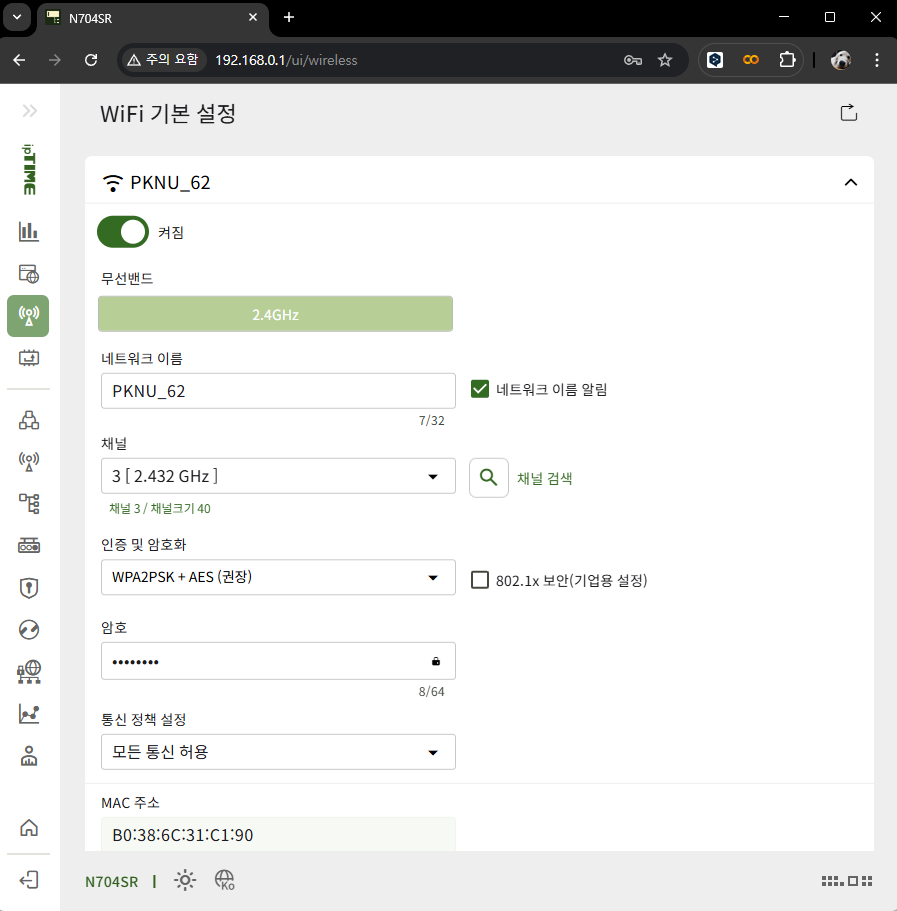 N704SR
주의 요함
192.168.0.1/ui/wireless
ipTIME
WiFi 기본 설정
PKNU_62
켜짐
무선밴드
2.4GHz
네트워크 이름
PKNU_62
네트워크 이름 알림
7/32
채널
3 [ 2.432 GHz ]
채널 검색
채널 3 / 채널크기 40
인증 및 암호화
WPA2PSK + AES (권장)
802.1x 보안(기업용 설정)
암호
••••••••
8/64
통신 정책 설정
모든 통신 허용
MAC 주소
B0:38:6C:31:C1:90
N704SR
Ko